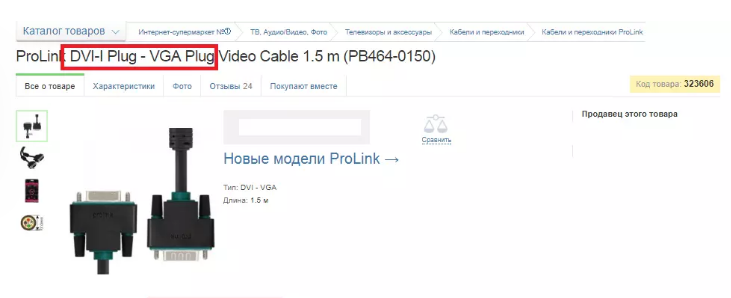 Каталог товаров
Интернет-супермаркет №① ТВ, Аудио/Видео, Фото Телевизоры и аксессуары Кабели и переходники Кабели и переходники ProLink
ProLink DVI-I Plug - VGA Plug Video Cable 1.5 m (PB464-0150)
Все о товаре Характеристики Фото Отзывы 24 Покупают вместе
Код товара: 323606
Продавец этого товара
Сравнить
Новые модели ProLink →
Тип: DVI - VGA
Длина: 1.5 м